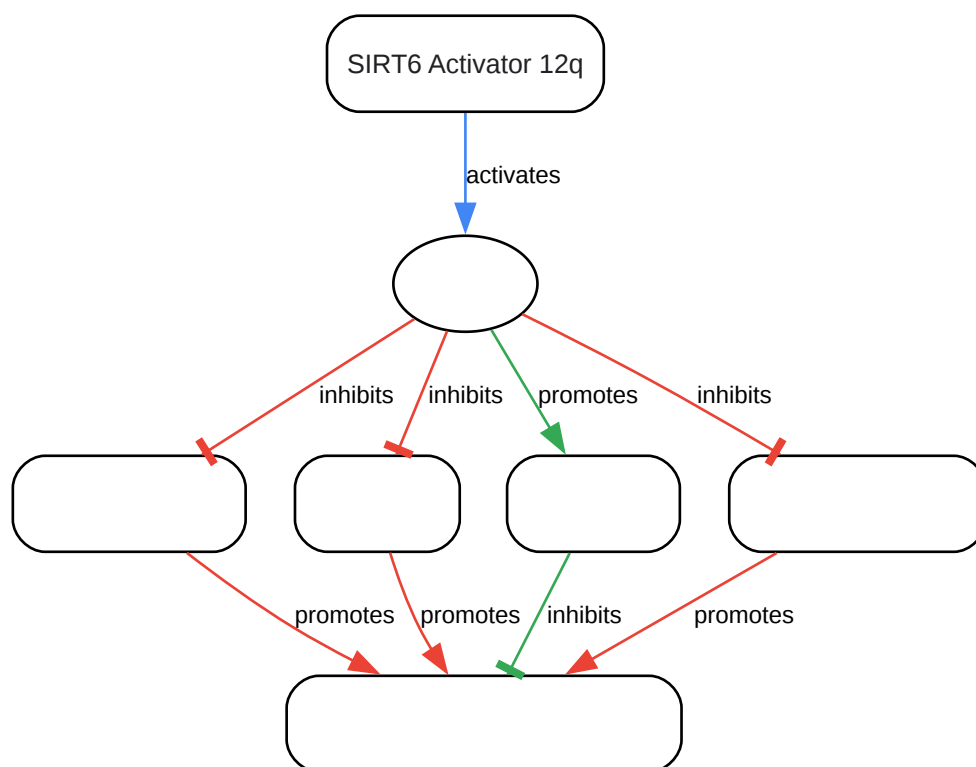 SIRT6 Activator 12q
activates
inhibits
inhibits
promotes
inhibits
promotes
promotes
inhibits
promotes